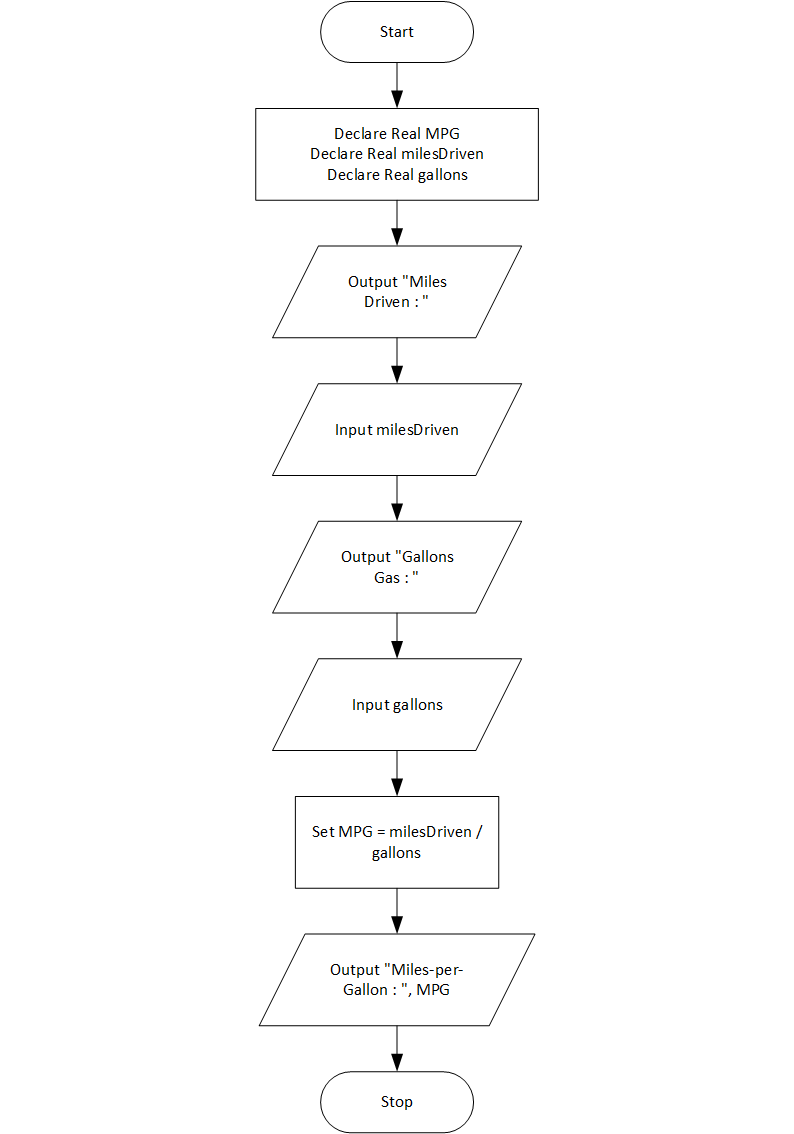 Start
Declare Real MPG
Declare Real milesDriven
Declare Real gallons
Output "Miles
Driven : "
Input milesDriven
Output "Gallons
Gas : "
Input gallons
Set MPG = milesDriven /
gallons
Output "Miles-per-
Gallon : ", MPG
Stop